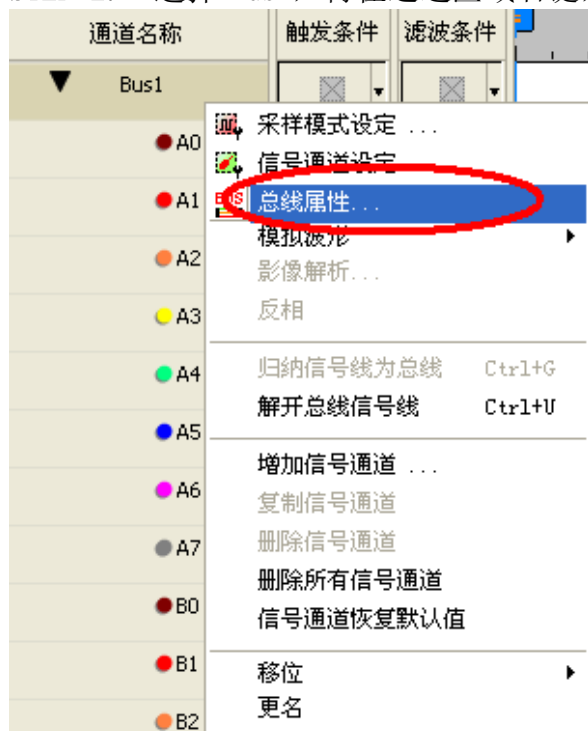 通道名称 触发条件 滤波条件
Bus1
A0
A1
A2
A3
A4
A5
A6
A7
B0
B1
B2
采样模式设定 ...
信号通道设定
总线属性...
模拟波形
影像解析...
反相
归纳信号线为总线 Ctrl+G
解开总线信号线 Ctrl+U
增加信号通道 ...
复制信号通道
删除信号通道
删除所有信号通道
信号通道恢复默认值
移位
更名